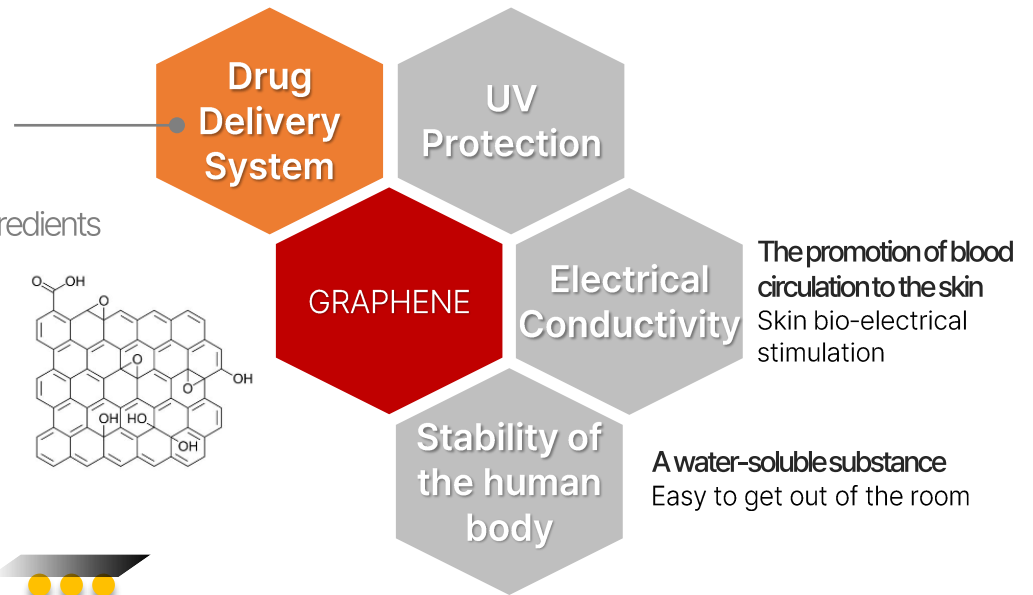 Drug
Delivery
System
UV
Protection
redients
GRAPHENE
Electrical
Conductivity
The promotion of blood
circulation to the skin
Skin bio-electrical
stimulation
O
OH
O
O
O
OH
OH
HO
OH
Stability of
the human
body
A water-soluble substance
Easy to get out of the room